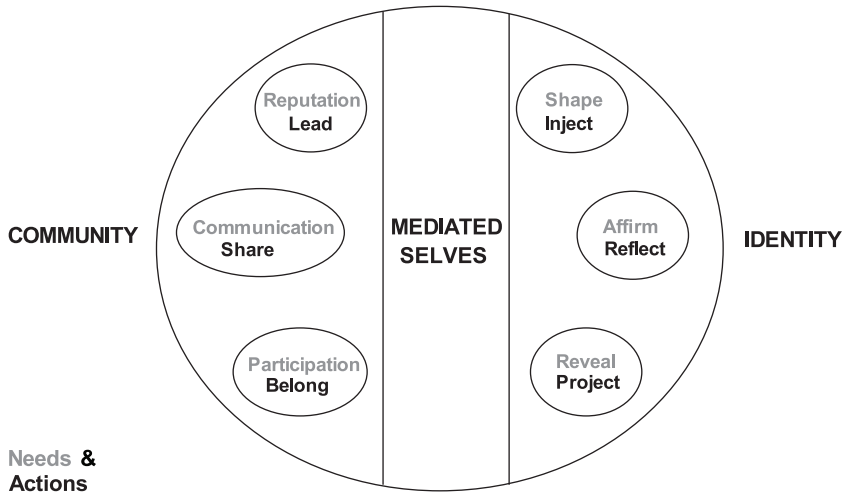 Reputation
Lead
Shape
Inject
COMMUNITY
Communication
Share
MEDIATED
SELVES
Affirm
Reflect
IDENTITY
Participation
Belong
Reveal
Project
Needs &
Actions